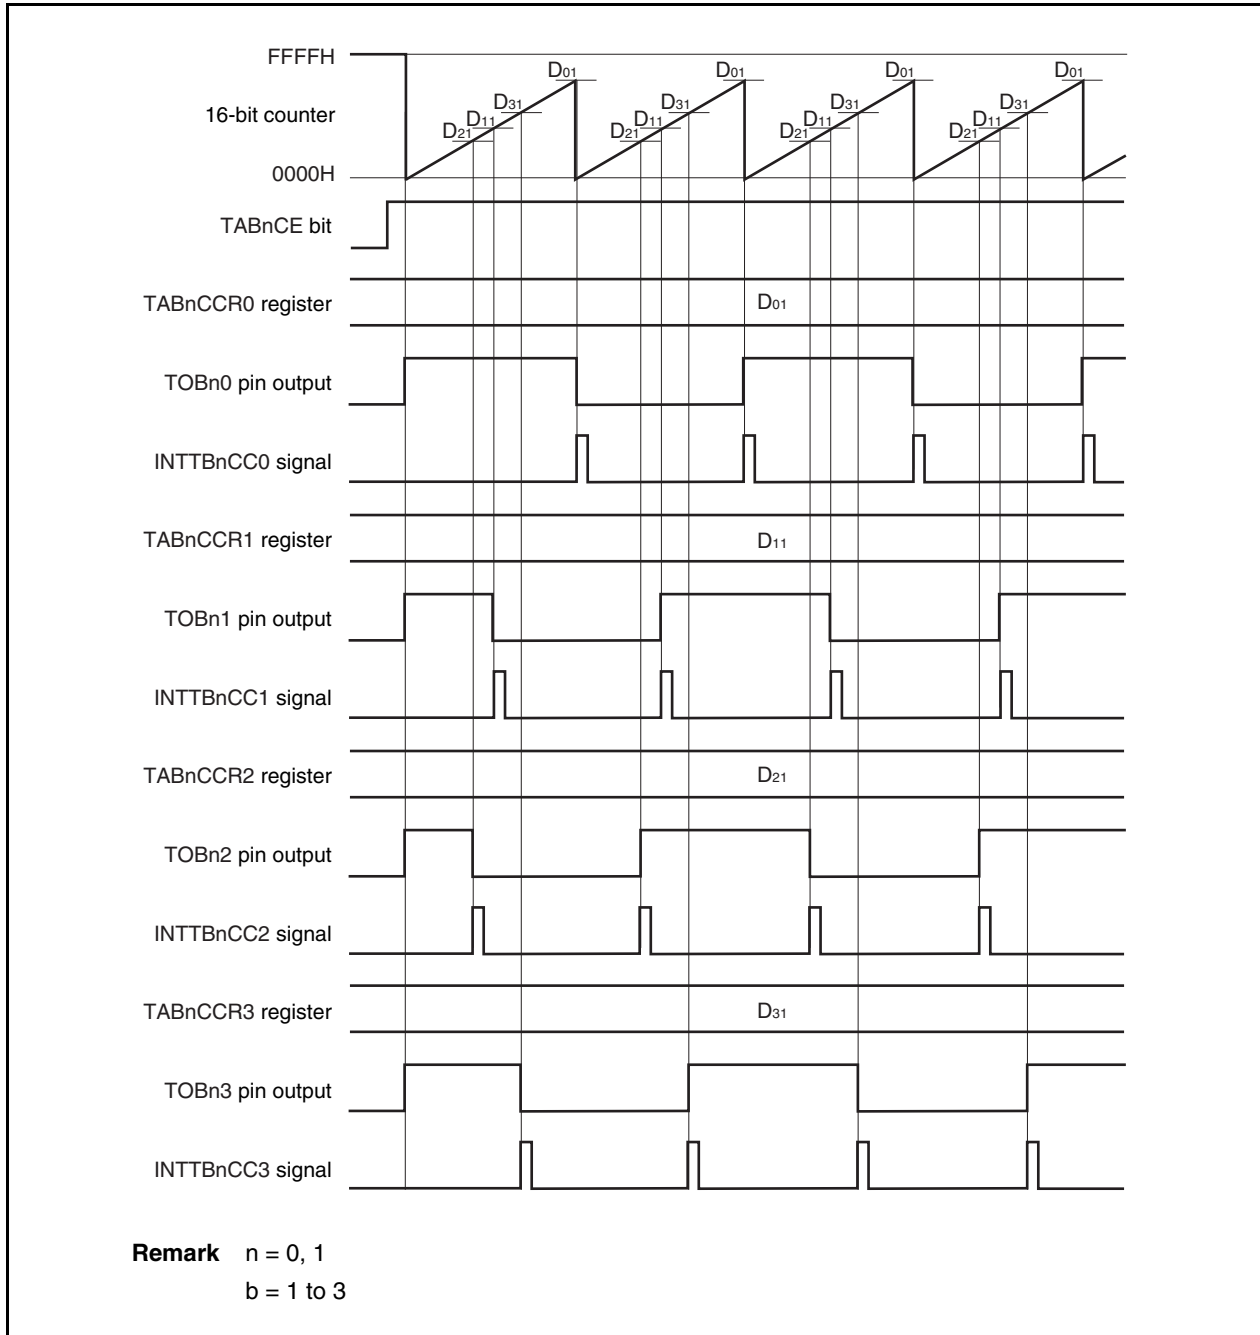 FFFFH
D01 D01 D01 D01
D31 D31 D31 D31
16-bit counter
D11 D11 D11 D11
D21 D21 D21 D21
0000H
TABnCE bit
TABnCCR0 register D01
TOBn0 pin output
INTTBnCC0 signal
TABnCCR1 register D11
TOBn1 pin output
INTTBnCC1 signal
TABnCCR2 register D21
TOBn2 pin output
INTTBnCC2 signal
TABnCCR3 register D31
TOBn3 pin output
INTTBnCC3 signal
Remark n = 0, 1
b = 1 to 3